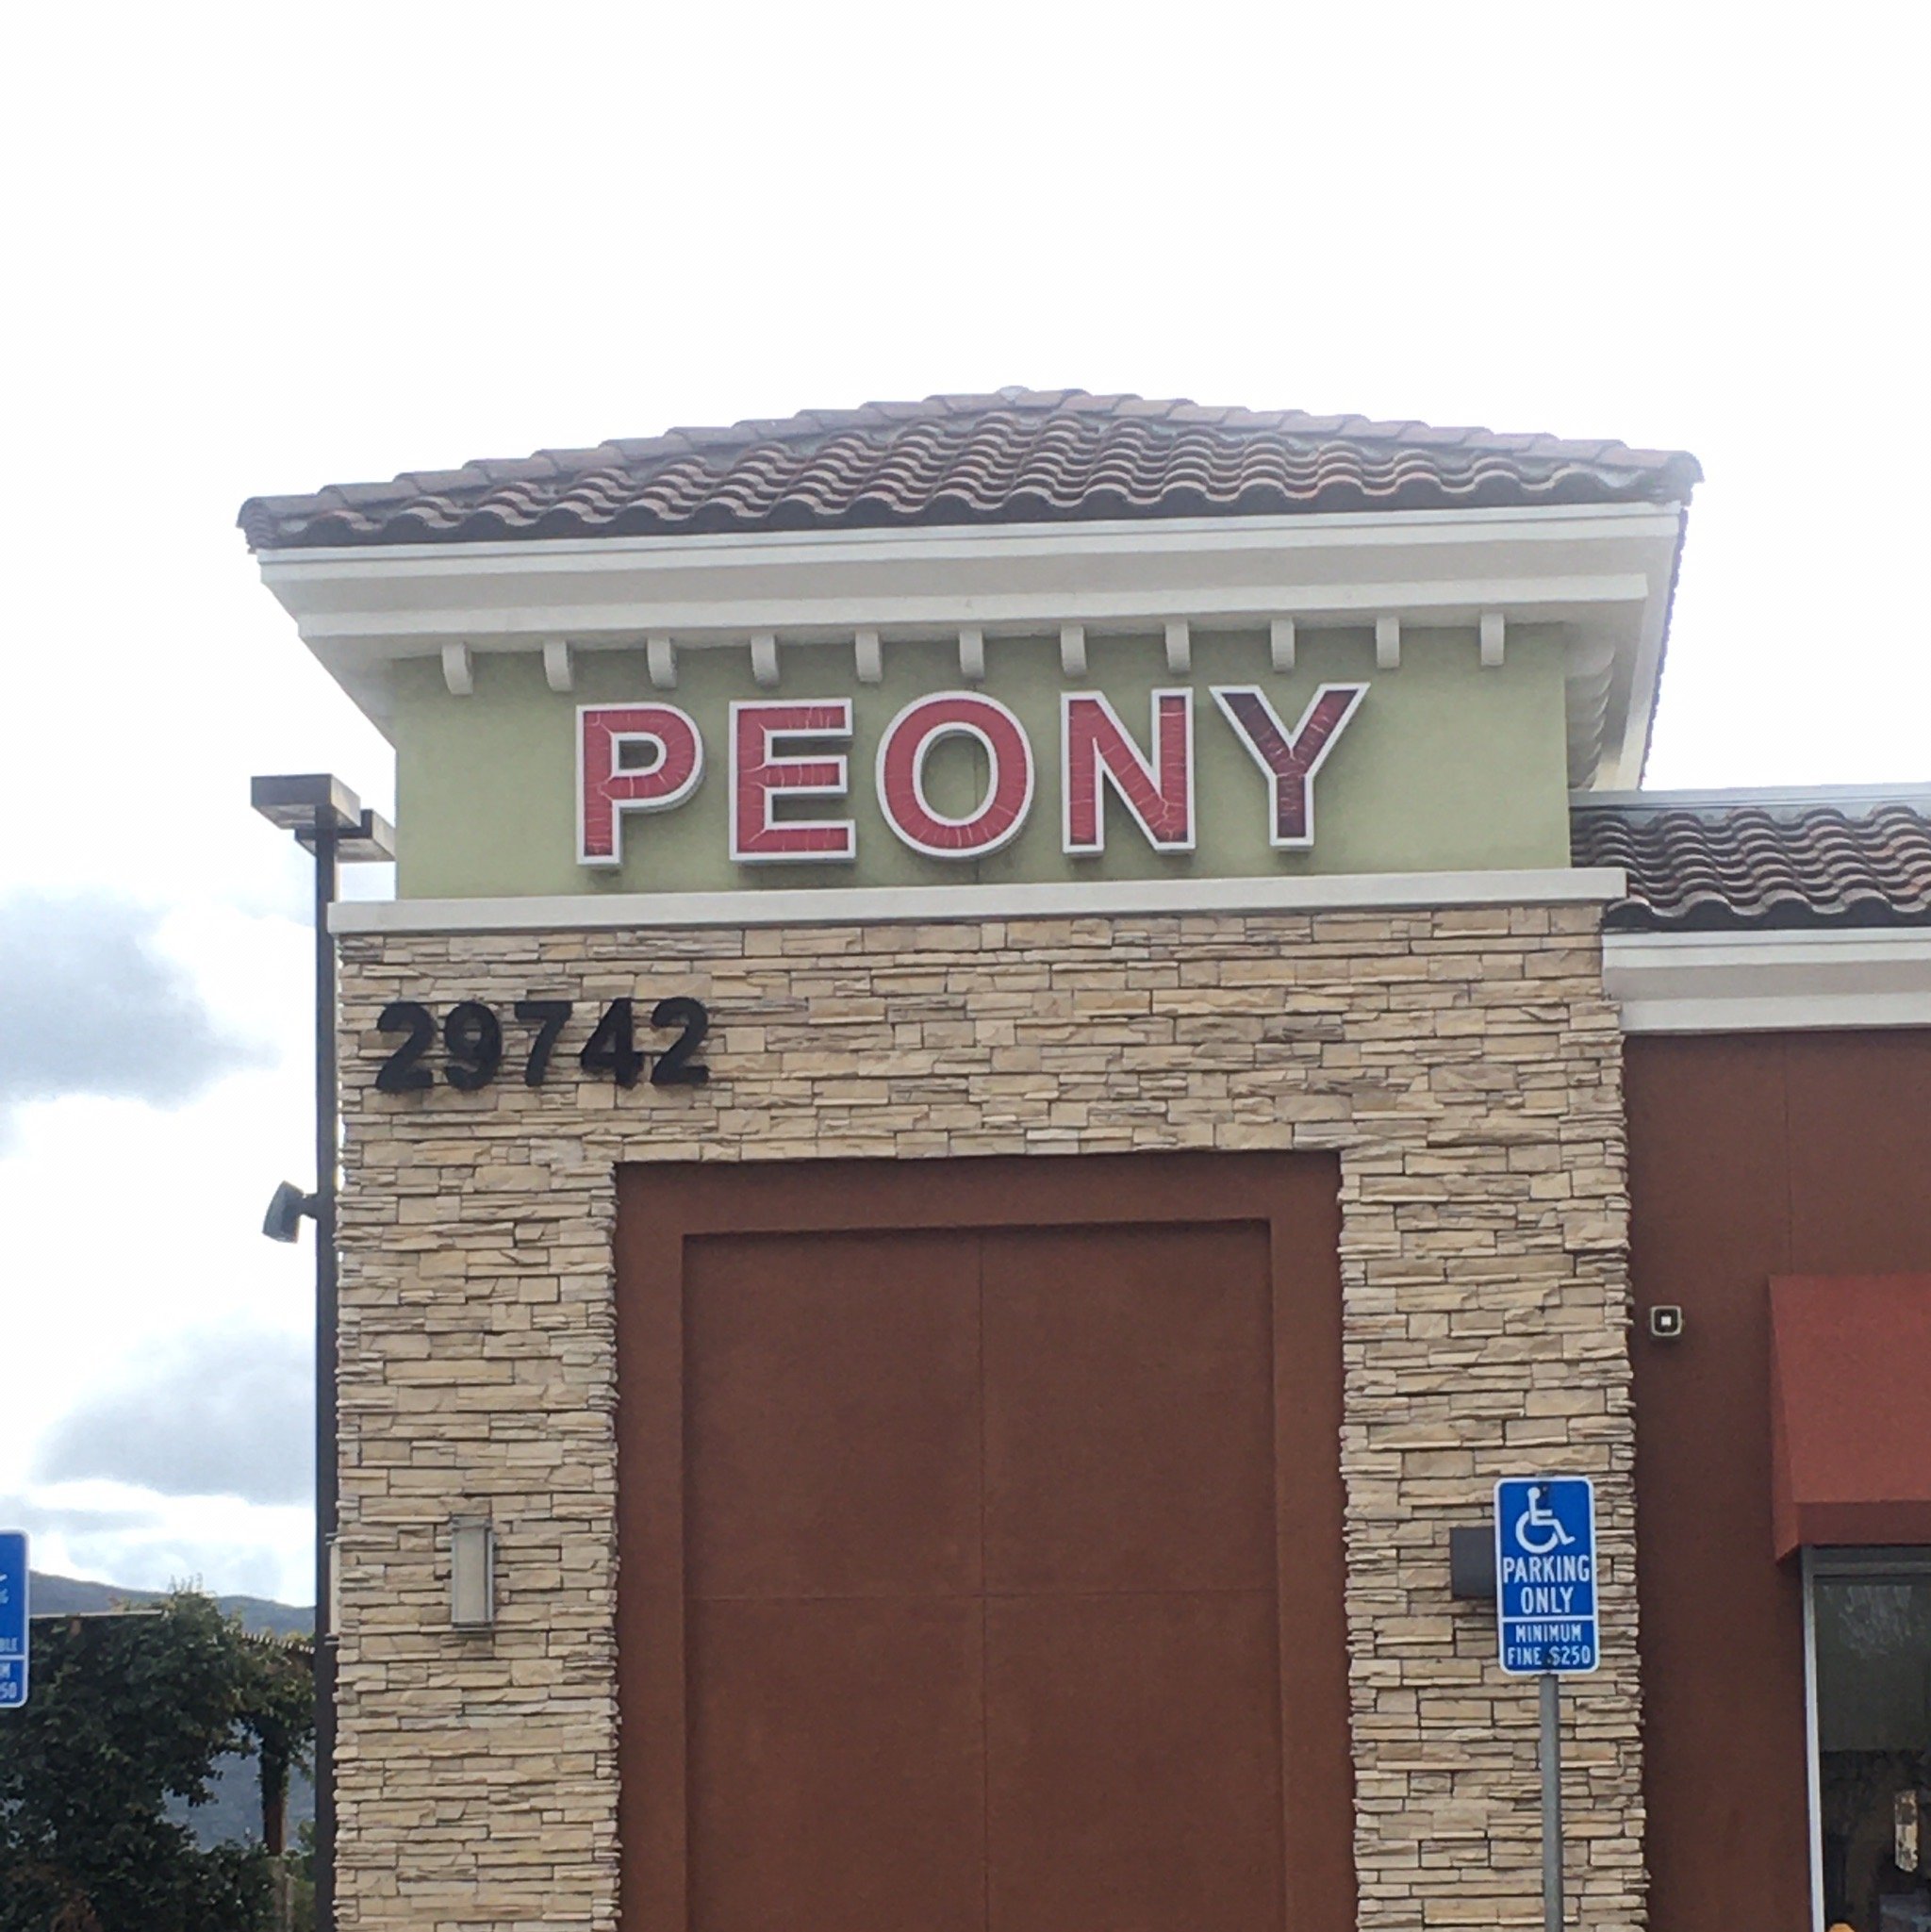 PEONY
29742
PARKING
ONLY
MINIMUM
FINE $250